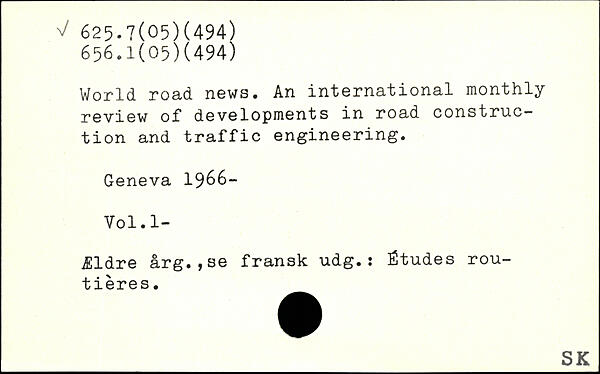 √ 625.7(05)(494)
656.1(05)(494)
World road news. An international monthly
review of developments in road construc-
tion and traffic engineering.
Geneva 1966-
Vol.1-
Ældre årg.,se fransk udg.: Études rou-
tières.
SK